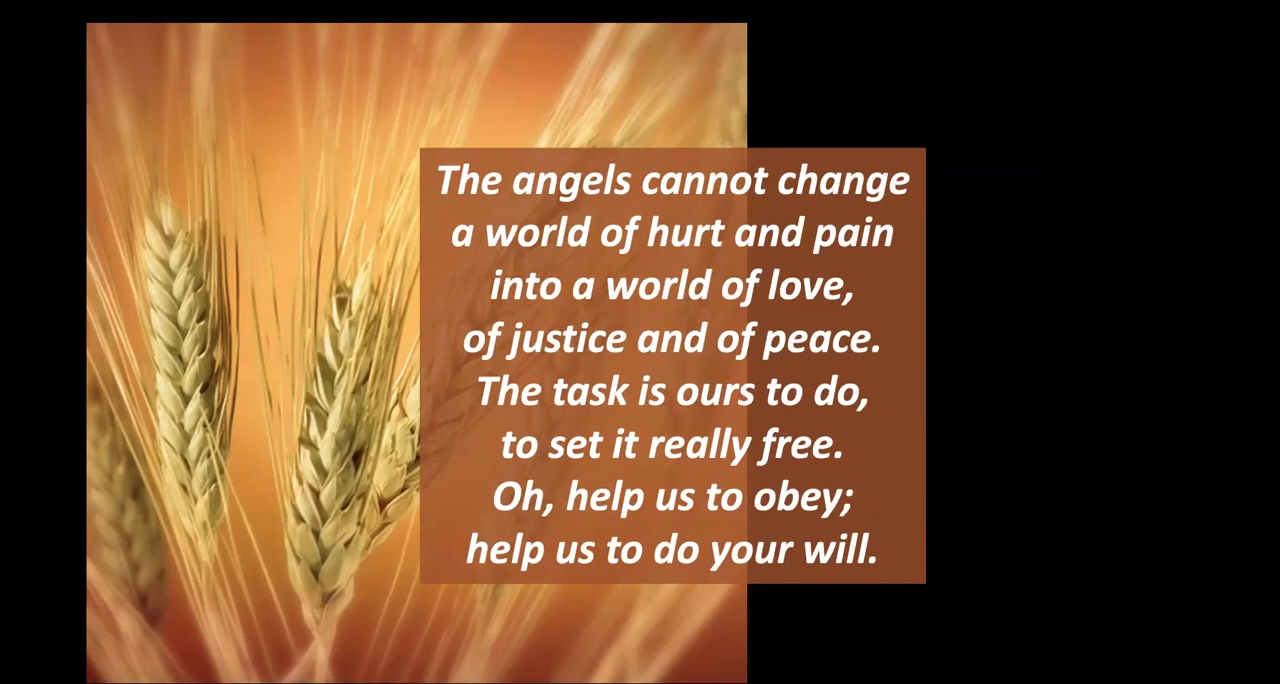 The angels cannot change
a world of hurt and pain
into a world of love,
of justice and of peace.
The task is ours to do,
to set it really free.
Oh, help us to obey;
help us to do your will.